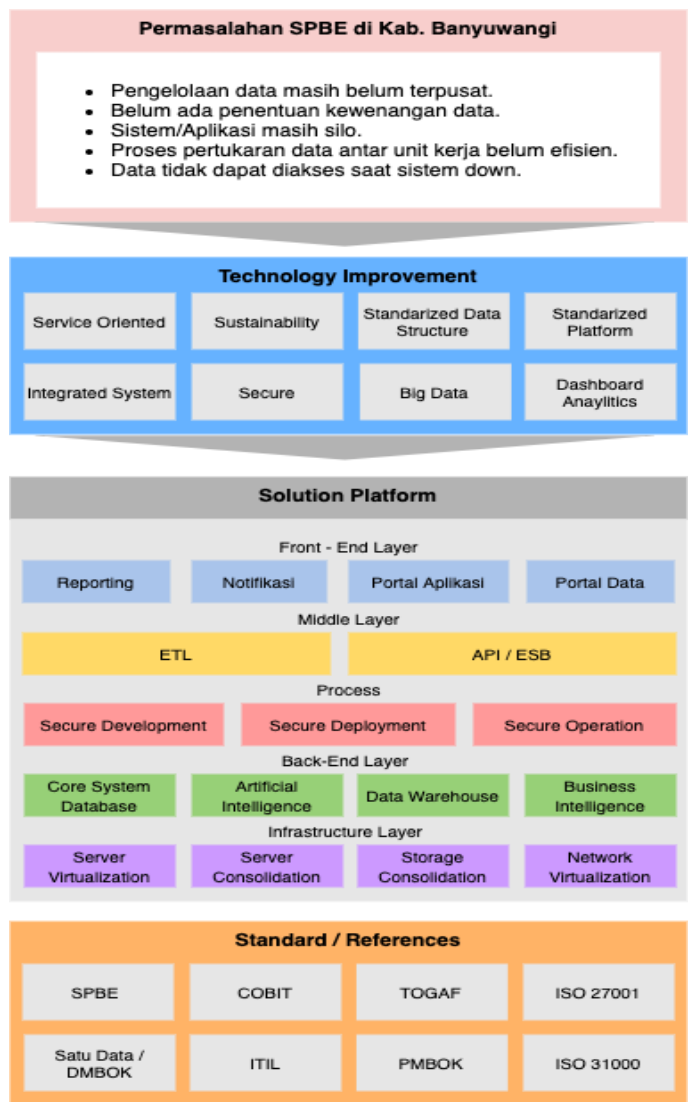 Permasalahan SPBE di Kab. Banyuwangi
• Pengelolaan data masih belum terpusat.
• Belum ada penentuan kewenangan data.
• Sistem/Aplikasi masih silo.
• Proses pertukaran data antar unit kerja belum efisien.
• Data tidak dapat diakses saat sistem down.
Technology Improvement
Service Oriented
Sustainability
Standarized Data
Structure
Standarized
Platform
Integrated System
Secure
Big Data
Dashboard
Anaylitics
Solution Platform
Front - End Layer
Reporting
Notifikasi
Portal Aplikasi
Portal Data
Middle Layer
ETL
API / ESB
Process
Secure Development
Secure Deployment
Secure Operation
Back-End Layer
Core System
Database
Artificial
Intelligence
Data Warehouse
Business
Intelligence
Infrastructure Layer
Server
Virtualization
Server
Consolidation
Storage
Consolidation
Network
Virtualization
Standard / References
SPBE
COBIT
TOGAF
ISO 27001
Satu Data /
DMBOK
ITIL
PMBOK
ISO 31000